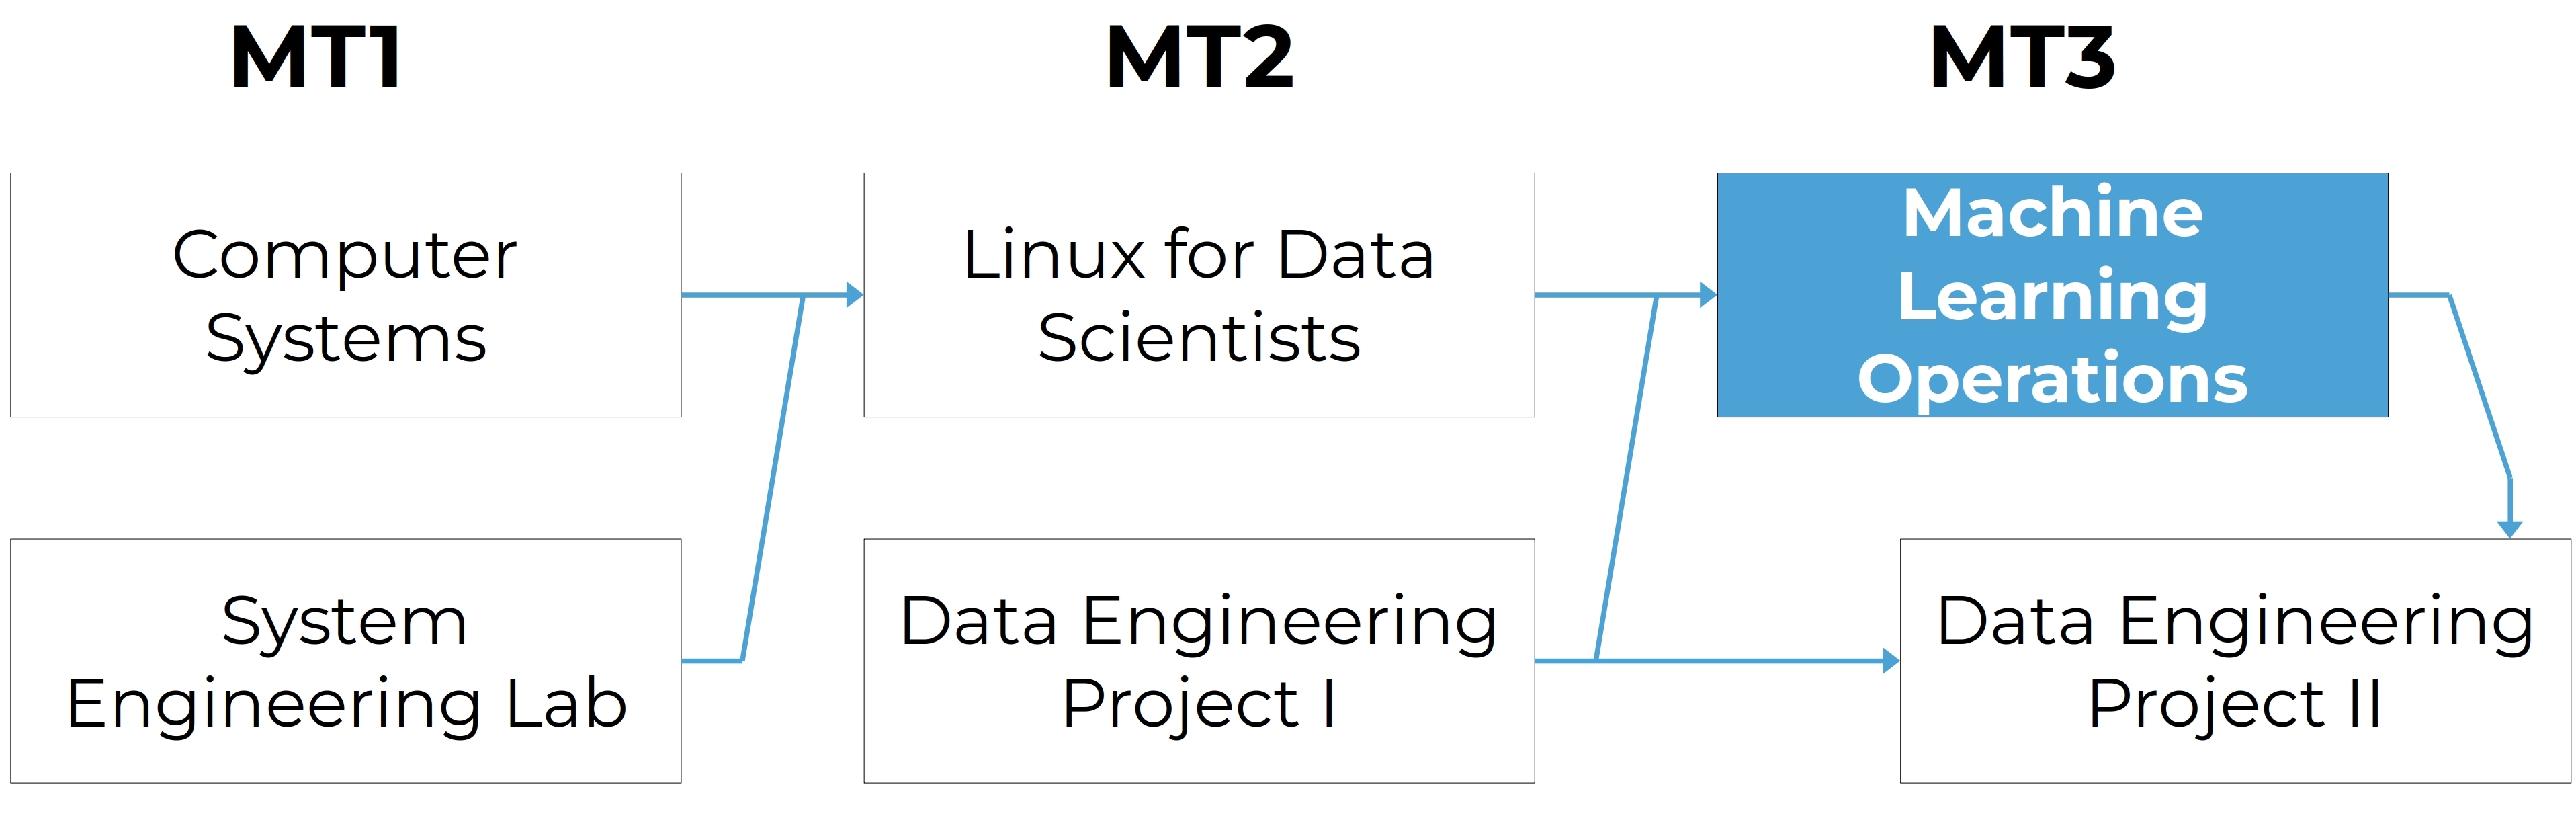 MT1
MT2
MT3
Computer
Systems
Linux for Data
Scientists
Machine
Learning
Operations
System
Engineering Lab
Data Engineering
Project I
Data Engineering
Project II